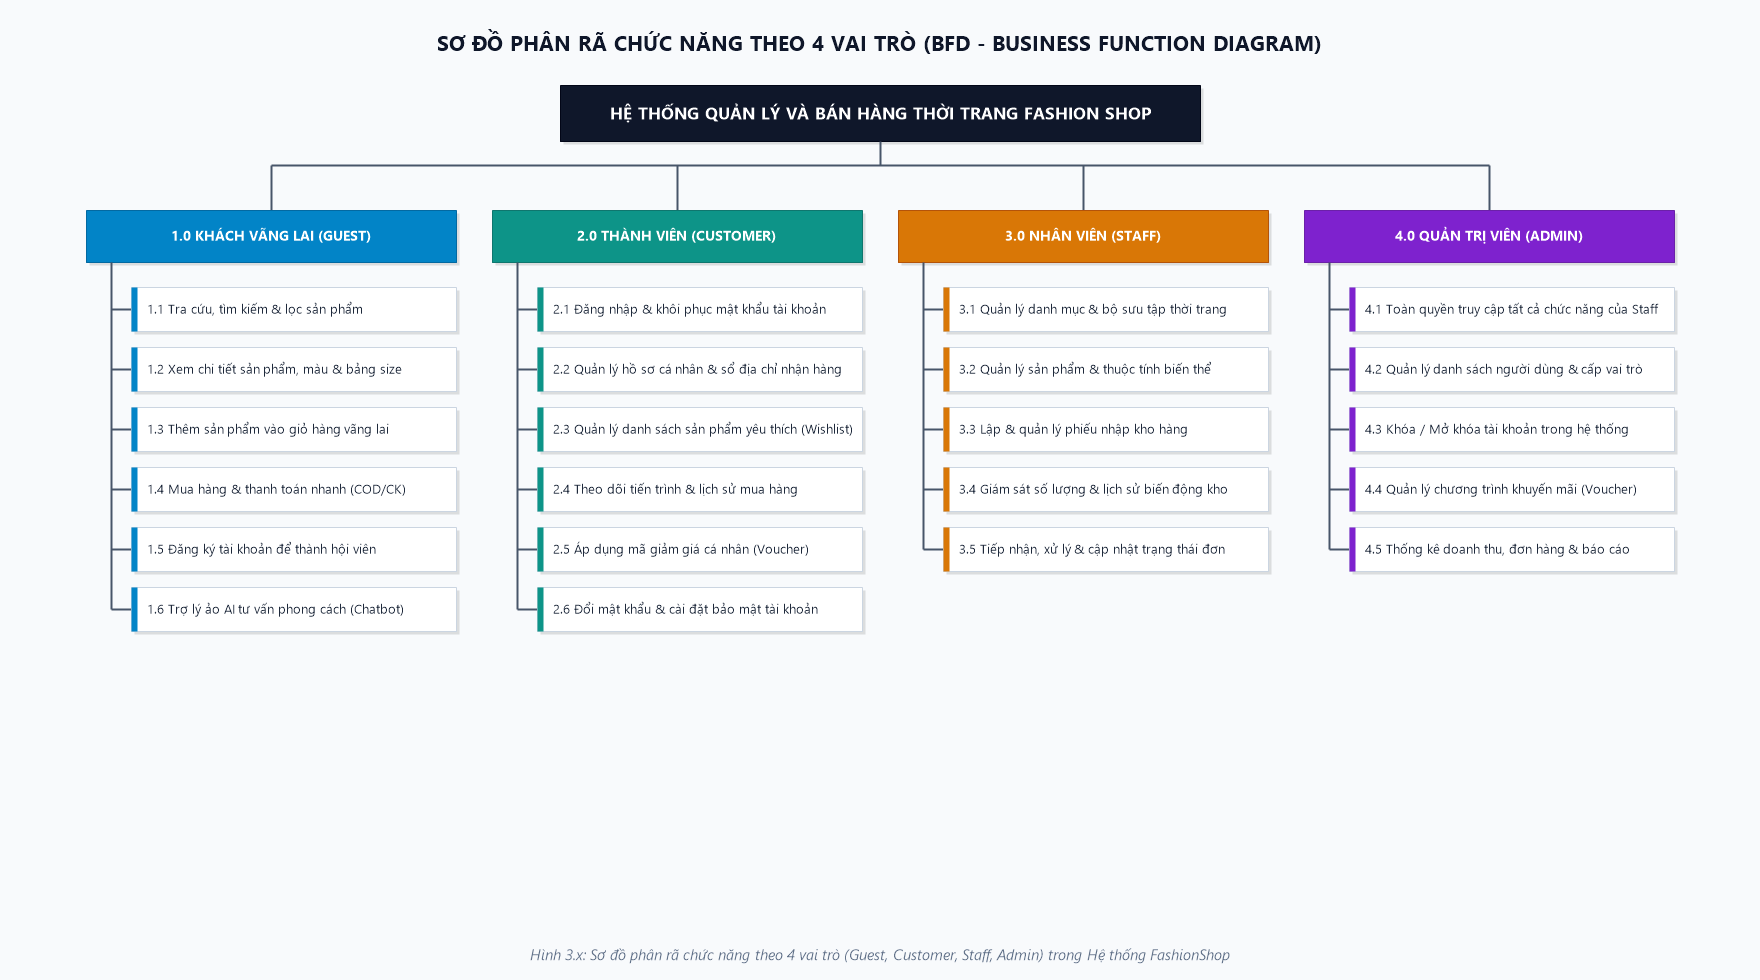 SƠ ĐỒ PHÂN RÃ CHỨC NĂNG THEO 4 VAI TRÒ (BFD - BUSINESS FUNCTION DIAGRAM)
HỆ THỐNG QUẢN LÝ VÀ BÁN HÀNG THỜI TRANG FASHION SHOP
1.0 KHÁCH VÃNG LAI (GUEST)
1.1 Tra cứu, tìm kiếm & lọc sản phẩm
1.2 Xem chi tiết sản phẩm, màu & bảng size
1.3 Thêm sản phẩm vào giỏ hàng vãng lai
1.4 Mua hàng & thanh toán nhanh (COD/CK)
1.5 Đăng ký tài khoản để thành hội viên
1.6 Trợ lý ảo AI tư vấn phong cách (Chatbot)
2.0 THÀNH VIÊN (CUSTOMER)
2.1 Đăng nhập & khôi phục mật khẩu tài khoản
2.2 Quản lý hồ sơ cá nhân & sổ địa chỉ nhận hàng
2.3 Quản lý danh sách sản phẩm yêu thích (Wishlist)
2.4 Theo dõi tiến trình & lịch sử mua hàng
2.5 Áp dụng mã giảm giá cá nhân (Voucher)
2.6 Đổi mật khẩu & cài đặt bảo mật tài khoản
3.0 NHÂN VIÊN (STAFF)
3.1 Quản lý danh mục & bộ sưu tập thời trang
3.2 Quản lý sản phẩm & thuộc tính biến thể
3.3 Lập & quản lý phiếu nhập kho hàng
3.4 Giám sát số lượng & lịch sử biến động kho
3.5 Tiếp nhận, xử lý & cập nhật trạng thái đơn
4.0 QUẢN TRỊ VIÊN (ADMIN)
4.1 Toàn quyền truy cập tất cả chức năng của Staff
4.2 Quản lý danh sách người dùng & cấp vai trò
4.3 Khóa / Mở khóa tài khoản trong hệ thống
4.4 Quản lý chương trình khuyến mãi (Voucher)
4.5 Thống kê doanh thu, đơn hàng & báo cáo
Hình 3.x: Sơ đồ phân rã chức năng theo 4 vai trò (Guest, Customer, Staff, Admin) trong Hệ thống FashionShop